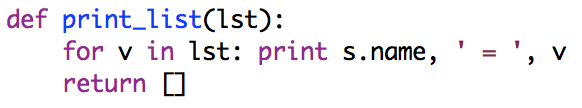 def print_list(lst):
    for v in lst: print s.name, ' = ', v
    return []